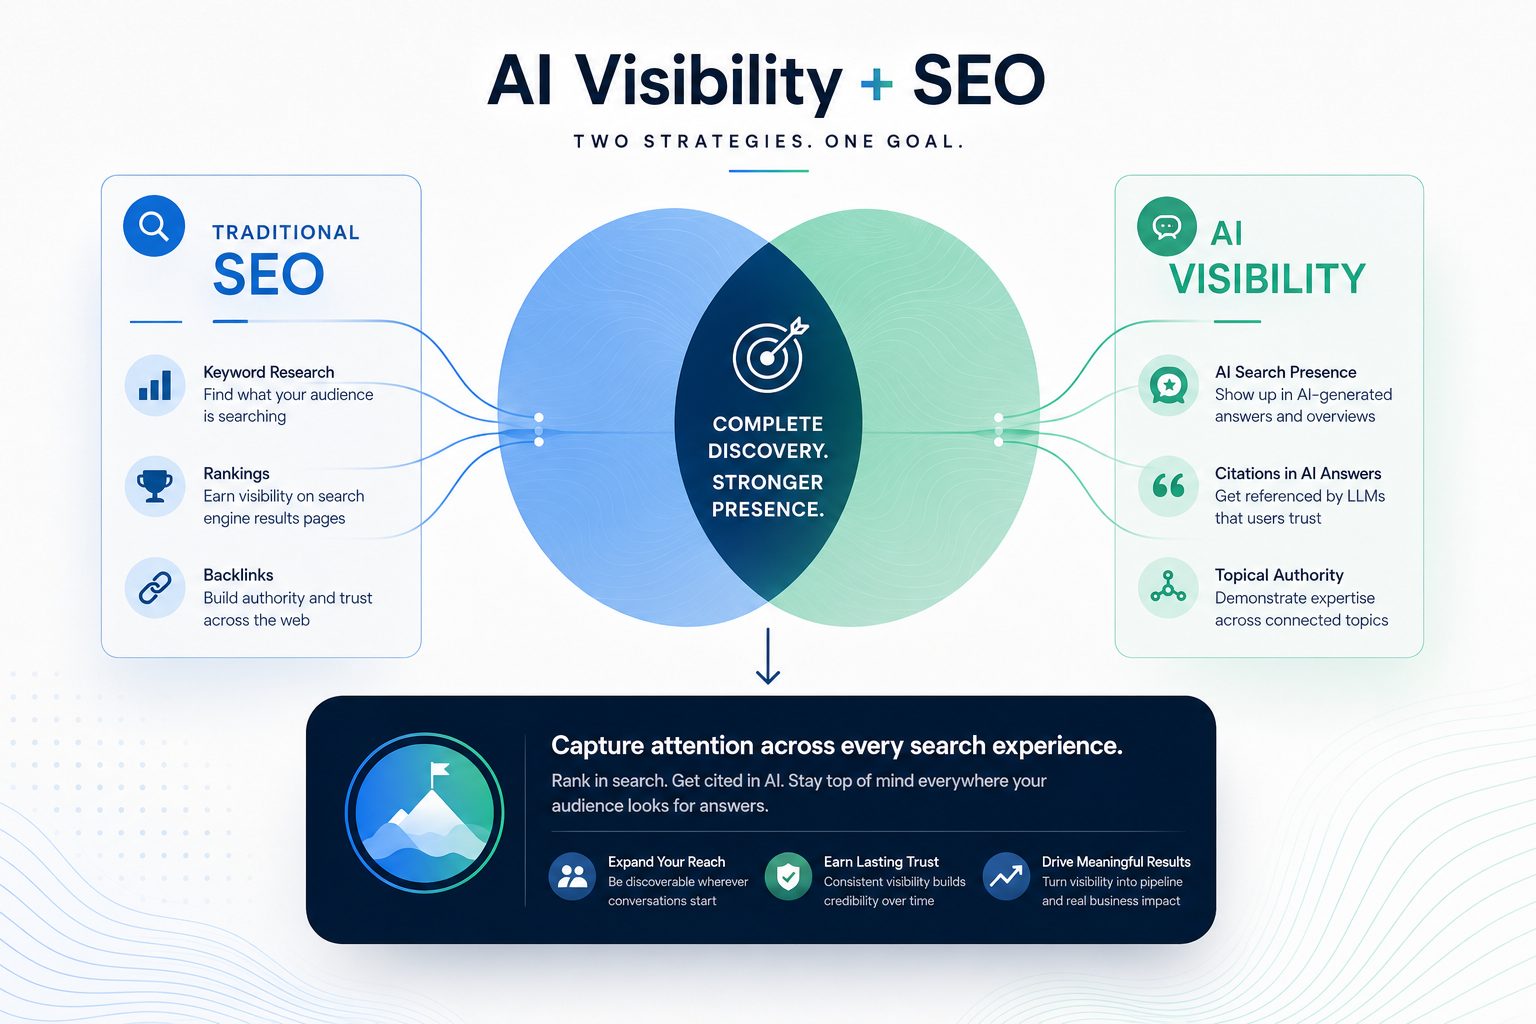 AI Visibility + SEO
TWO STRATEGIES. ONE GOAL.
TRADITIONAL
SEO
Keyword Research
Find what your audience
is searching
Rankings
Earn visibility on search
engine results pages
Backlinks
Build authority and trust
across the web
COMPLETE
DISCOVERY.
STRONGER
PRESENCE.
AI
VISIBILITY
AI Search Presence
Show up in AI-generated
answers and overviews
Citations in AI Answers
Get referenced by LLMs
that users trust
Topical Authority
Demonstrate expertise
across connected topics
Capture attention across every search experience.
Rank in search. Get cited in AI. Stay top of mind everywhere your
audience looks for answers.
Expand Your Reach
Be discoverable wherever
conversations start
Earn Lasting Trust
Consistent visibility builds
credibility over time
Drive Meaningful Results
Turn visibility into pipeline
and real business impact